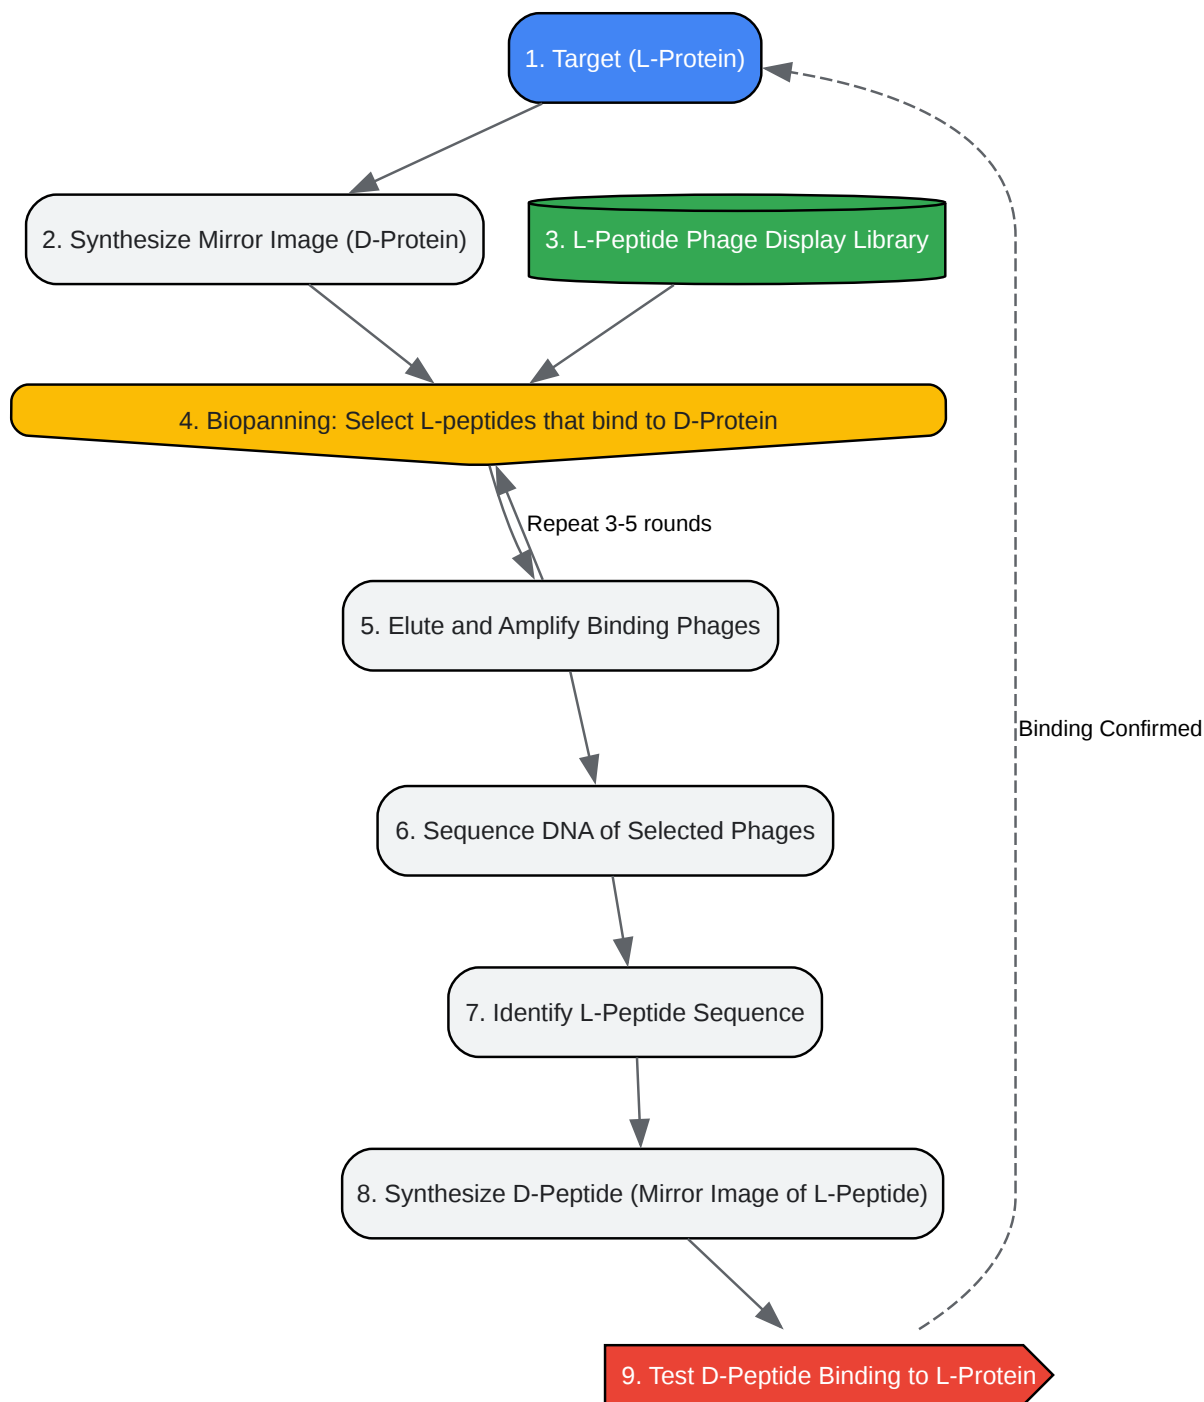 1. Target (L-Protein)
2. Synthesize Mirror Image (D-Protein)
3. L-Peptide Phage Display Library
4. Biopanning: Select L-peptides that bind to D-Protein
Repeat 3-5 rounds
5. Elute and Amplify Binding Phages
Binding Confirmed
6. Sequence DNA of Selected Phages
7. Identify L-Peptide Sequence
8. Synthesize D-Peptide (Mirror Image of L-Peptide)
9. Test D-Peptide Binding to L-Protein